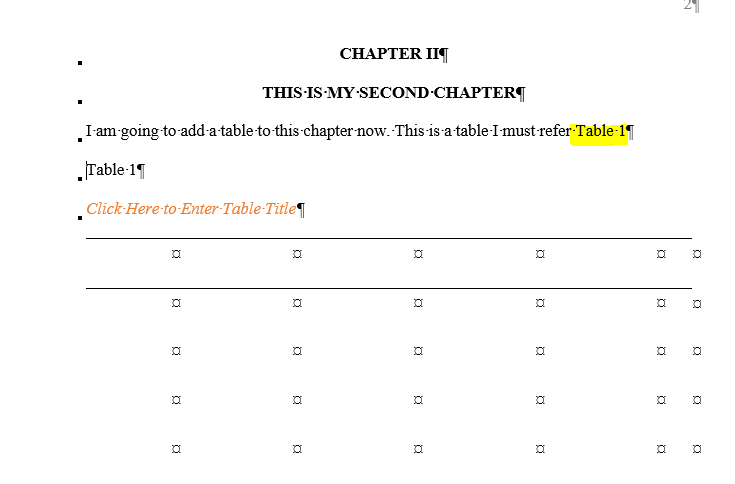 2¶
CHAPTER II¶
THIS·IS·MY·SECOND·CHAPTER¶
I·am·going·to·add·a·table·to·this·chapter·now.·This·is·a·table·I·must·refer·Table·1¶
Table·1¶
Click·Here·to·Enter·Table·Title¶
¤ ¤ ¤ ¤ ¤ ¤
¤ ¤ ¤ ¤ ¤ ¤
¤ ¤ ¤ ¤ ¤ ¤
¤ ¤ ¤ ¤ ¤ ¤
¤ ¤ ¤ ¤ ¤ ¤